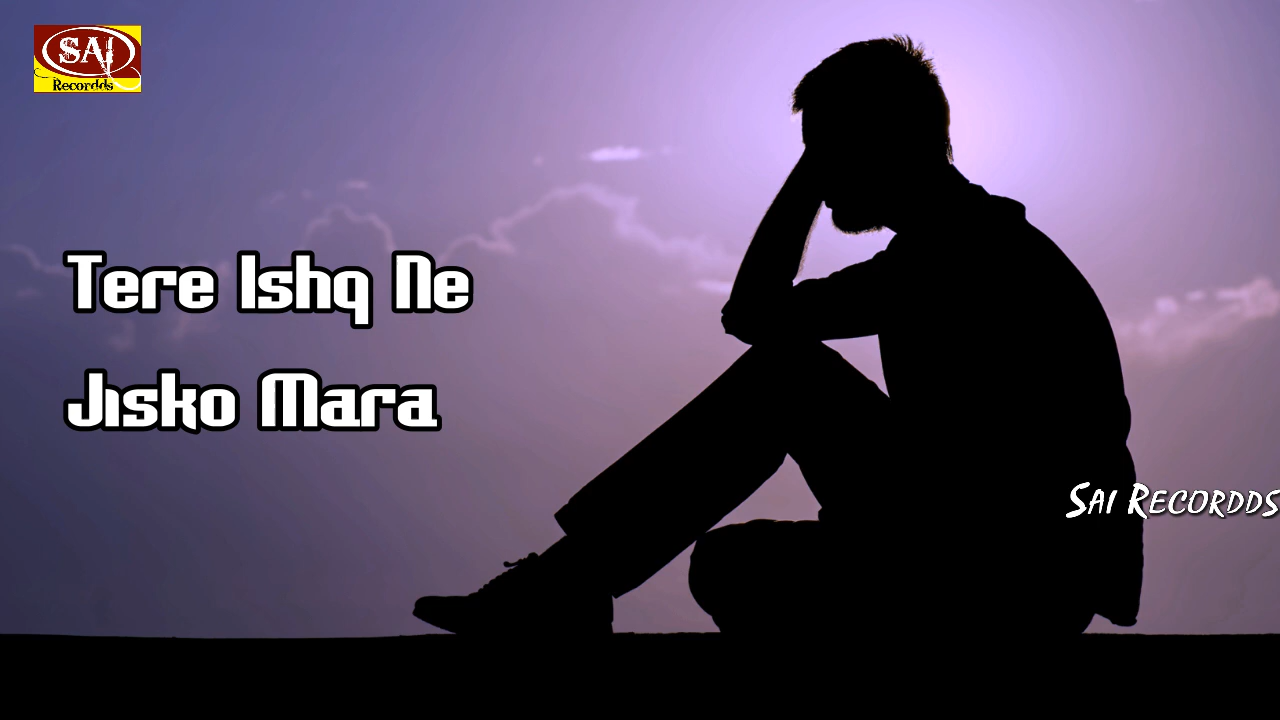 SAI
Recordds
Tere Ishq Ne
Jisko Mara
Sai Recordds